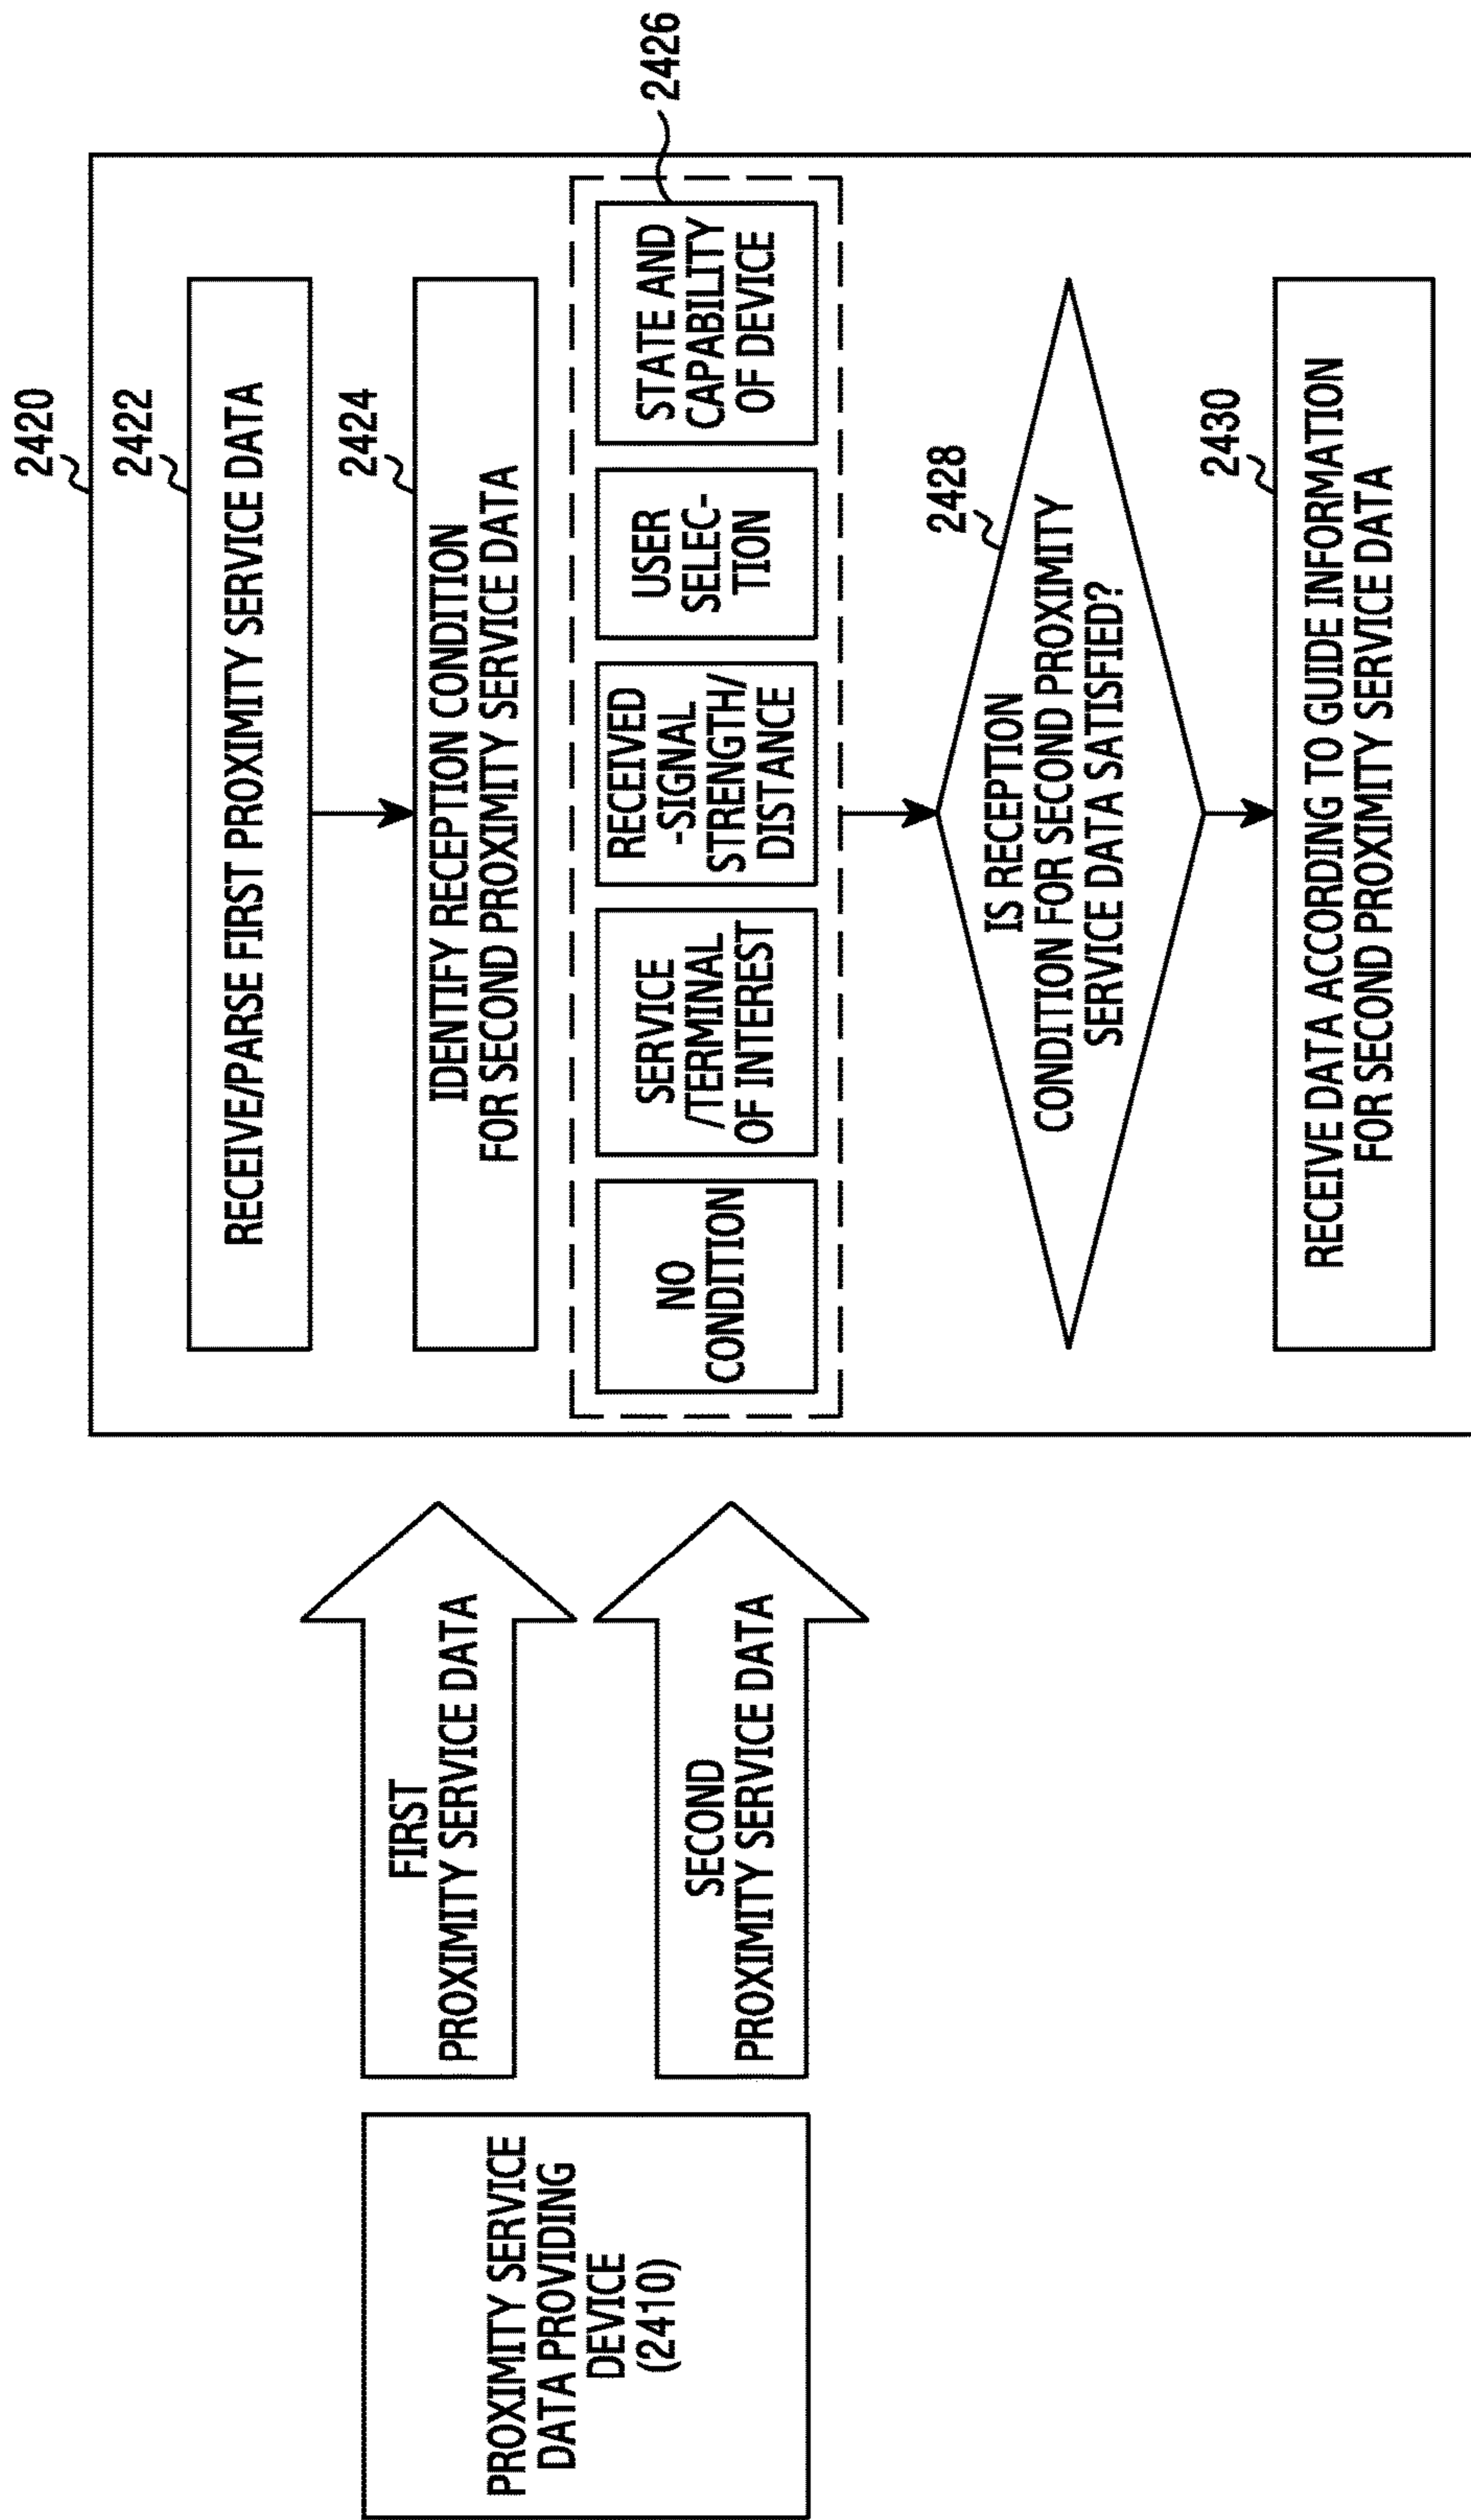 PROXIMITY SERVICE
DATA PROVIDING
DEVICE
(2410)
FIRST
PROXIMITY SERVICE DATA
SECOND
PROXIMITY SERVICE DATA
2420
2422
RECEIVE/PARSE FIRST PROXIMITY SERVICE DATA
2424
IDENTIFY RECEPTION CONDITION
FOR SECOND PROXIMITY SERVICE DATA
2426
NO
CONDITION
SERVICE
/TERMINAL
OF INTEREST
RECEIVED
-SIGNAL
STRENGTH/
DISTANCE
USER
SELEC-
TION
STATE AND
CAPABILITY
OF DEVICE
2428
IS RECEPTION
CONDITION FOR SECOND PROXIMITY
SERVICE DATA SATISFIED?
2430
RECEIVE DATA ACCORDING TO GUIDE INFORMATION
FOR SECOND PROXIMITY SERVICE DATA